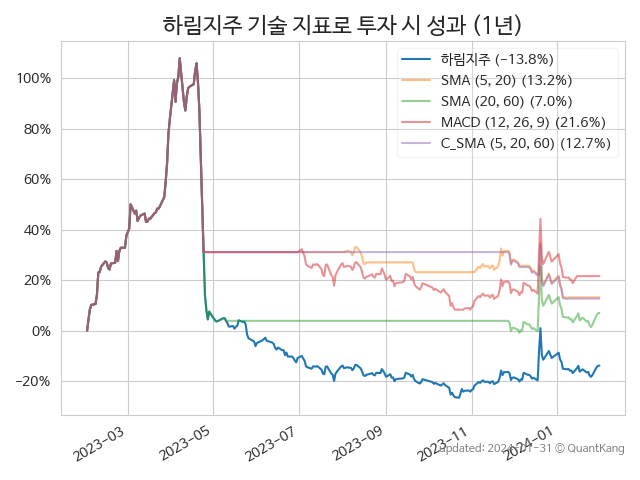 하림지주 기술 지표로 투자 시 성과 (1년)
하림지주 (-13.8%)
SMA (5, 20) (13.2%)
SMA (20, 60) (7.0%)
MACD (12, 26, 9) (21.6%)
C_SMA (5, 20, 60) (12.7%)
100%
80%
60%
40%
20%
0%
-20%
2023-03
2023-05
2023-07
2023-09
2023-11
2024-01
updated: 2024-01-31 © QuantKang